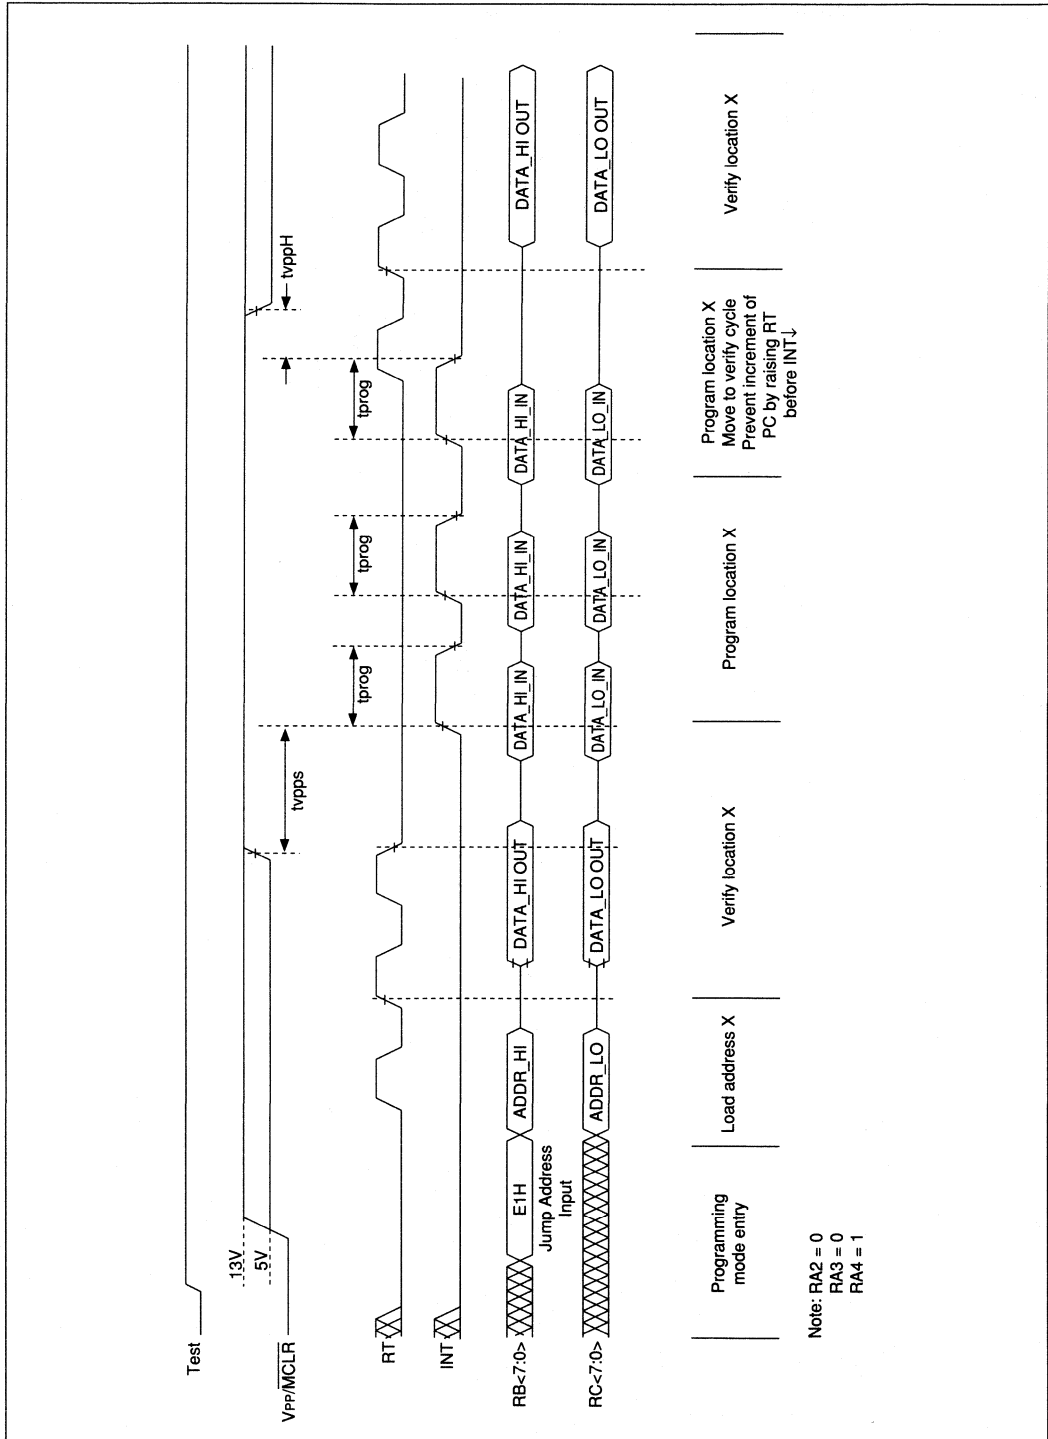 Test
VPP/MCLR
13V
5V
tvpps
tvppH
tprog
tprog
tprog
RT
INT
RB<7:0>
E1H
ADDR_HI
DATA_HI OUT
DATA_HI_IN
DATA_HI_IN
DATA_HI_IN
DATA_HI OUT
Jump Address
Input
RC<7:0>
ADDR_LO
DATA_LO OUT
DATA_LO_IN
DATA_LO_IN
DATA_LO_IN
DATA_LO OUT
Programming
mode entry
Load address X
Verify location X
Program location X
Program location X
Move to verify cycle
Prevent increment of
PC by raising RT
before INT↓
Verify location X
Note: RA2 = 0
RA3 = 0
RA4 = 1